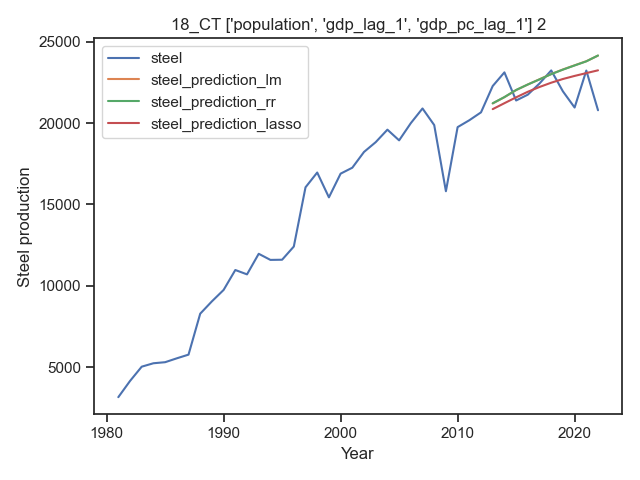 18_CT ['population', 'gdp_lag_1', 'gdp_pc_lag_1'] 2
25000
20000
15000
10000
5000
Steel production
steel
steel_prediction_lm
steel_prediction_rr
steel_prediction_lasso
1980
1990
2000
2010
2020
Year